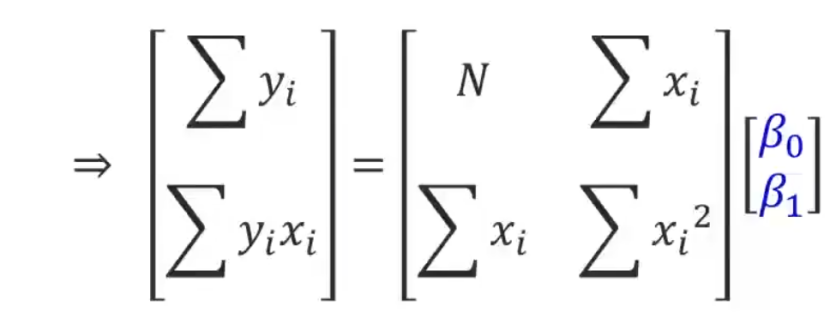 ⇒ [∑ yᵢ; ∑ yᵢxᵢ] = [N ∑ xᵢ; ∑ xᵢ ∑ xᵢ²] [β₀; β₁]